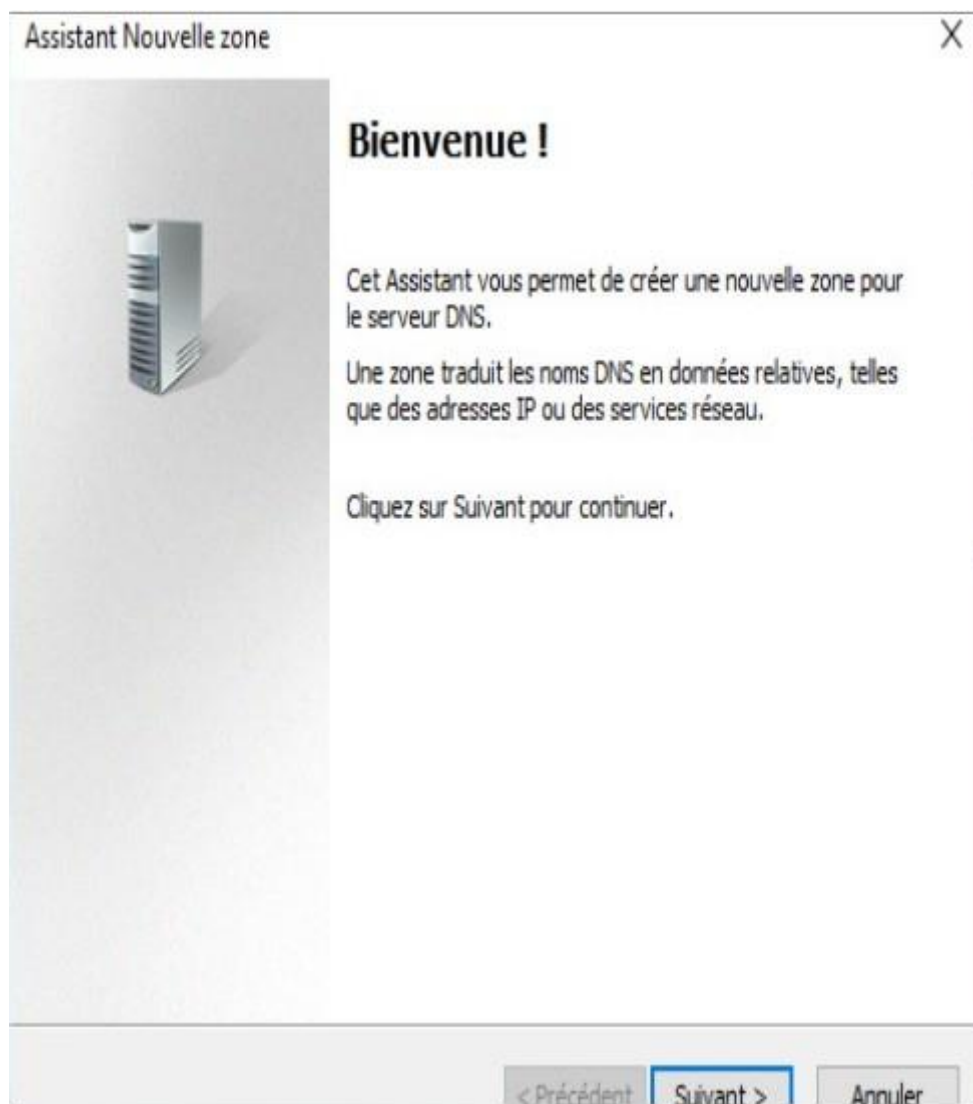 Assistant Nouvelle zone
X
Bienvenue !
Cet Assistant vous permet de créer une nouvelle zone pour
le serveur DNS.
Une zone traduit les noms DNS en données relatives, telles
que des adresses IP ou des services réseau.
Cliquez sur Suivant pour continuer.
< Précédent Suivant > Annuler